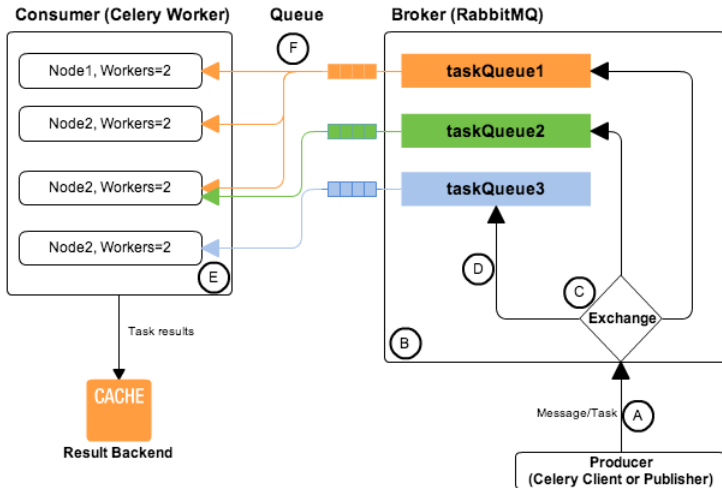 Consumer (Celery Worker)
Queue
Broker (RabbitMQ)
F
Node1, Workers=2
taskQueue1
Node2, Workers=2
taskQueue2
Node2, Workers=2
taskQueue3
Node2, Workers=2
E
D
C
Exchange
B
Task results
CACHE
Result Backend
Message/Task
A
Producer
(Celery Client or Publisher)